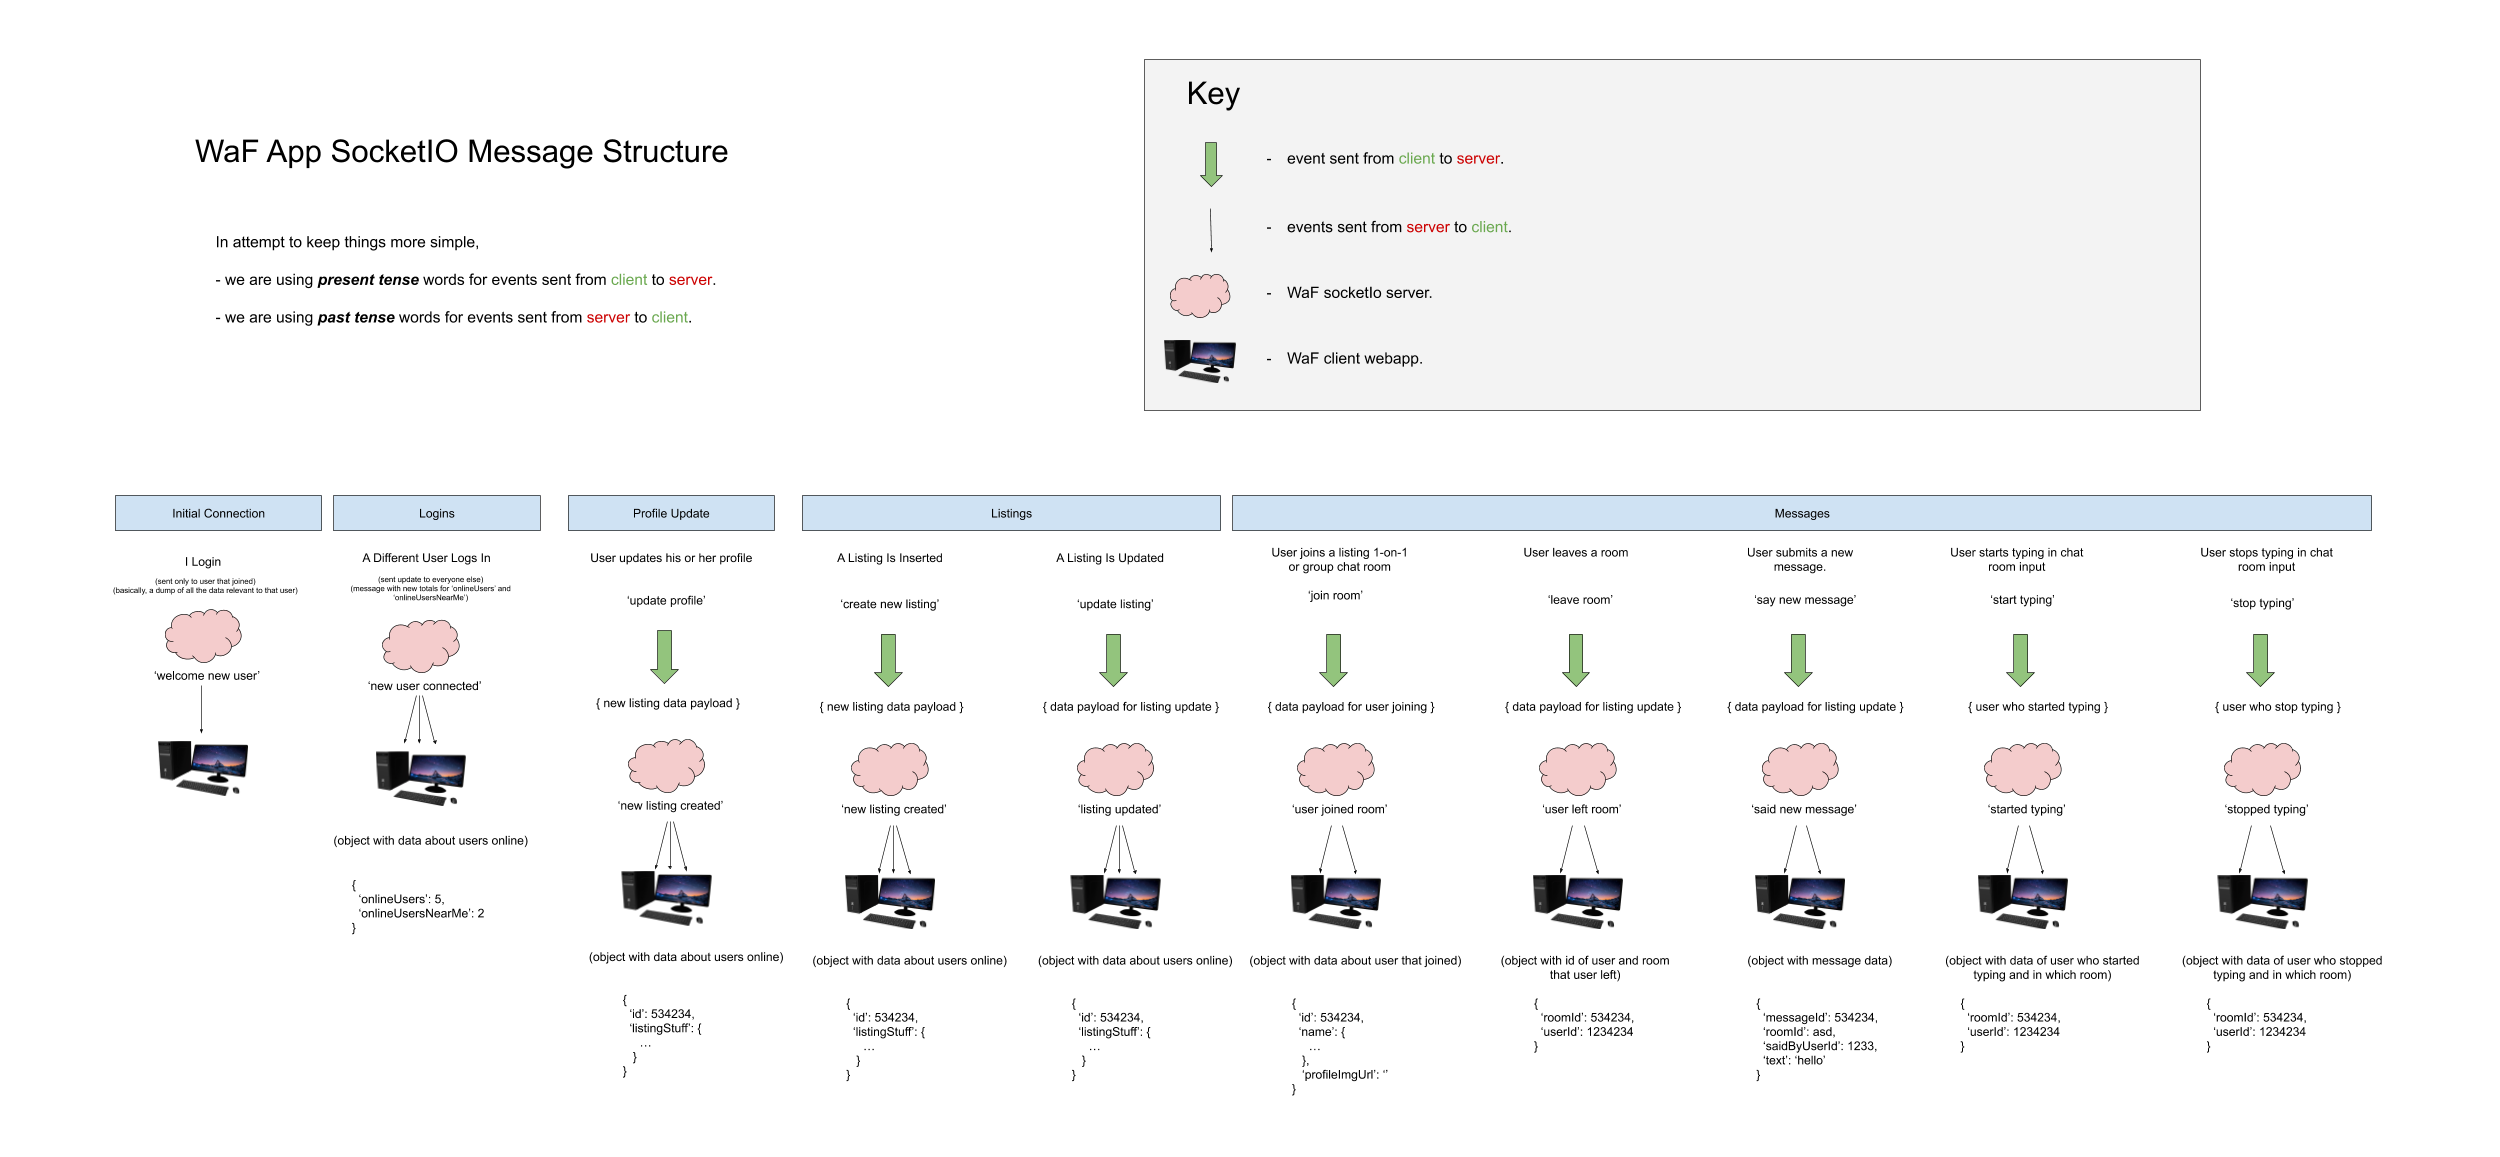 WaF App SocketIO Message Structure
In attempt to keep things more simple,
- we are using present tense words for events sent from client to server.
- we are using past tense words for events sent from server to client.
Key
- event sent from client to server.
- events sent from server to client.
- WaF socketIo server.
- WaF client webapp.
Initial Connection
I Login
(sent only to user that joined)
(basically, a dump of all the data relevant to that user)
‘welcome new user’
Logins
A Different User Logs In
(sent update to everyone else)
(message with new totals for ‘onlineUsers’ and
‘onlineUsersNearMe’)
‘new user connected’
(object with data about users online)
{
‘onlineUsers’: 5,
‘onlineUsersNearMe’: 2
}
Profile Update
User updates his or her profile
‘update profile’
{ new listing data payload }
‘new listing created’
(object with data about users online)
{
‘id’: 534234,
‘listingStuff’: {
…
}
}
Listings
A Listing Is Inserted
‘create new listing’
{ new listing data payload }
‘new listing created’
(object with data about users online)
{
‘id’: 534234,
‘listingStuff’: {
…
}
}
A Listing Is Updated
‘update listing’
{ data payload for listing update }
‘listing updated’
(object with data about users online)
{
‘id’: 534234,
‘listingStuff’: {
…
}
}
Messages
User joins a listing 1-on-1
or group chat room
‘join room’
{ data payload for user joining }
‘user joined room’
(object with data about user that joined)
{
‘id’: 534234,
‘name’: {
…
},
‘profileImgUrl’: ‘’
}
User leaves a room
‘leave room’
{ data payload for listing update }
‘user left room’
(object with id of user and room
that user left)
{
‘roomId’: 534234,
‘userId’: 1234234
}
User submits a new
message.
‘say new message’
{ data payload for listing update }
‘said new message’
(object with message data)
{
‘messageId’: 534234,
‘roomId’: asd,
‘saidByUserId’: 1233,
‘text’: ‘hello’
}
User starts typing in chat
room input
‘start typing’
{ user who started typing }
‘started typing’
(object with data of user who started
typing and in which room)
{
‘roomId’: 534234,
‘userId’: 1234234
}
User stops typing in chat
room input
‘stop typing’
{ user who stop typing }
‘stopped typing’
(object with data of user who stopped
typing and in which room)
{
‘roomId’: 534234,
‘userId’: 1234234
}